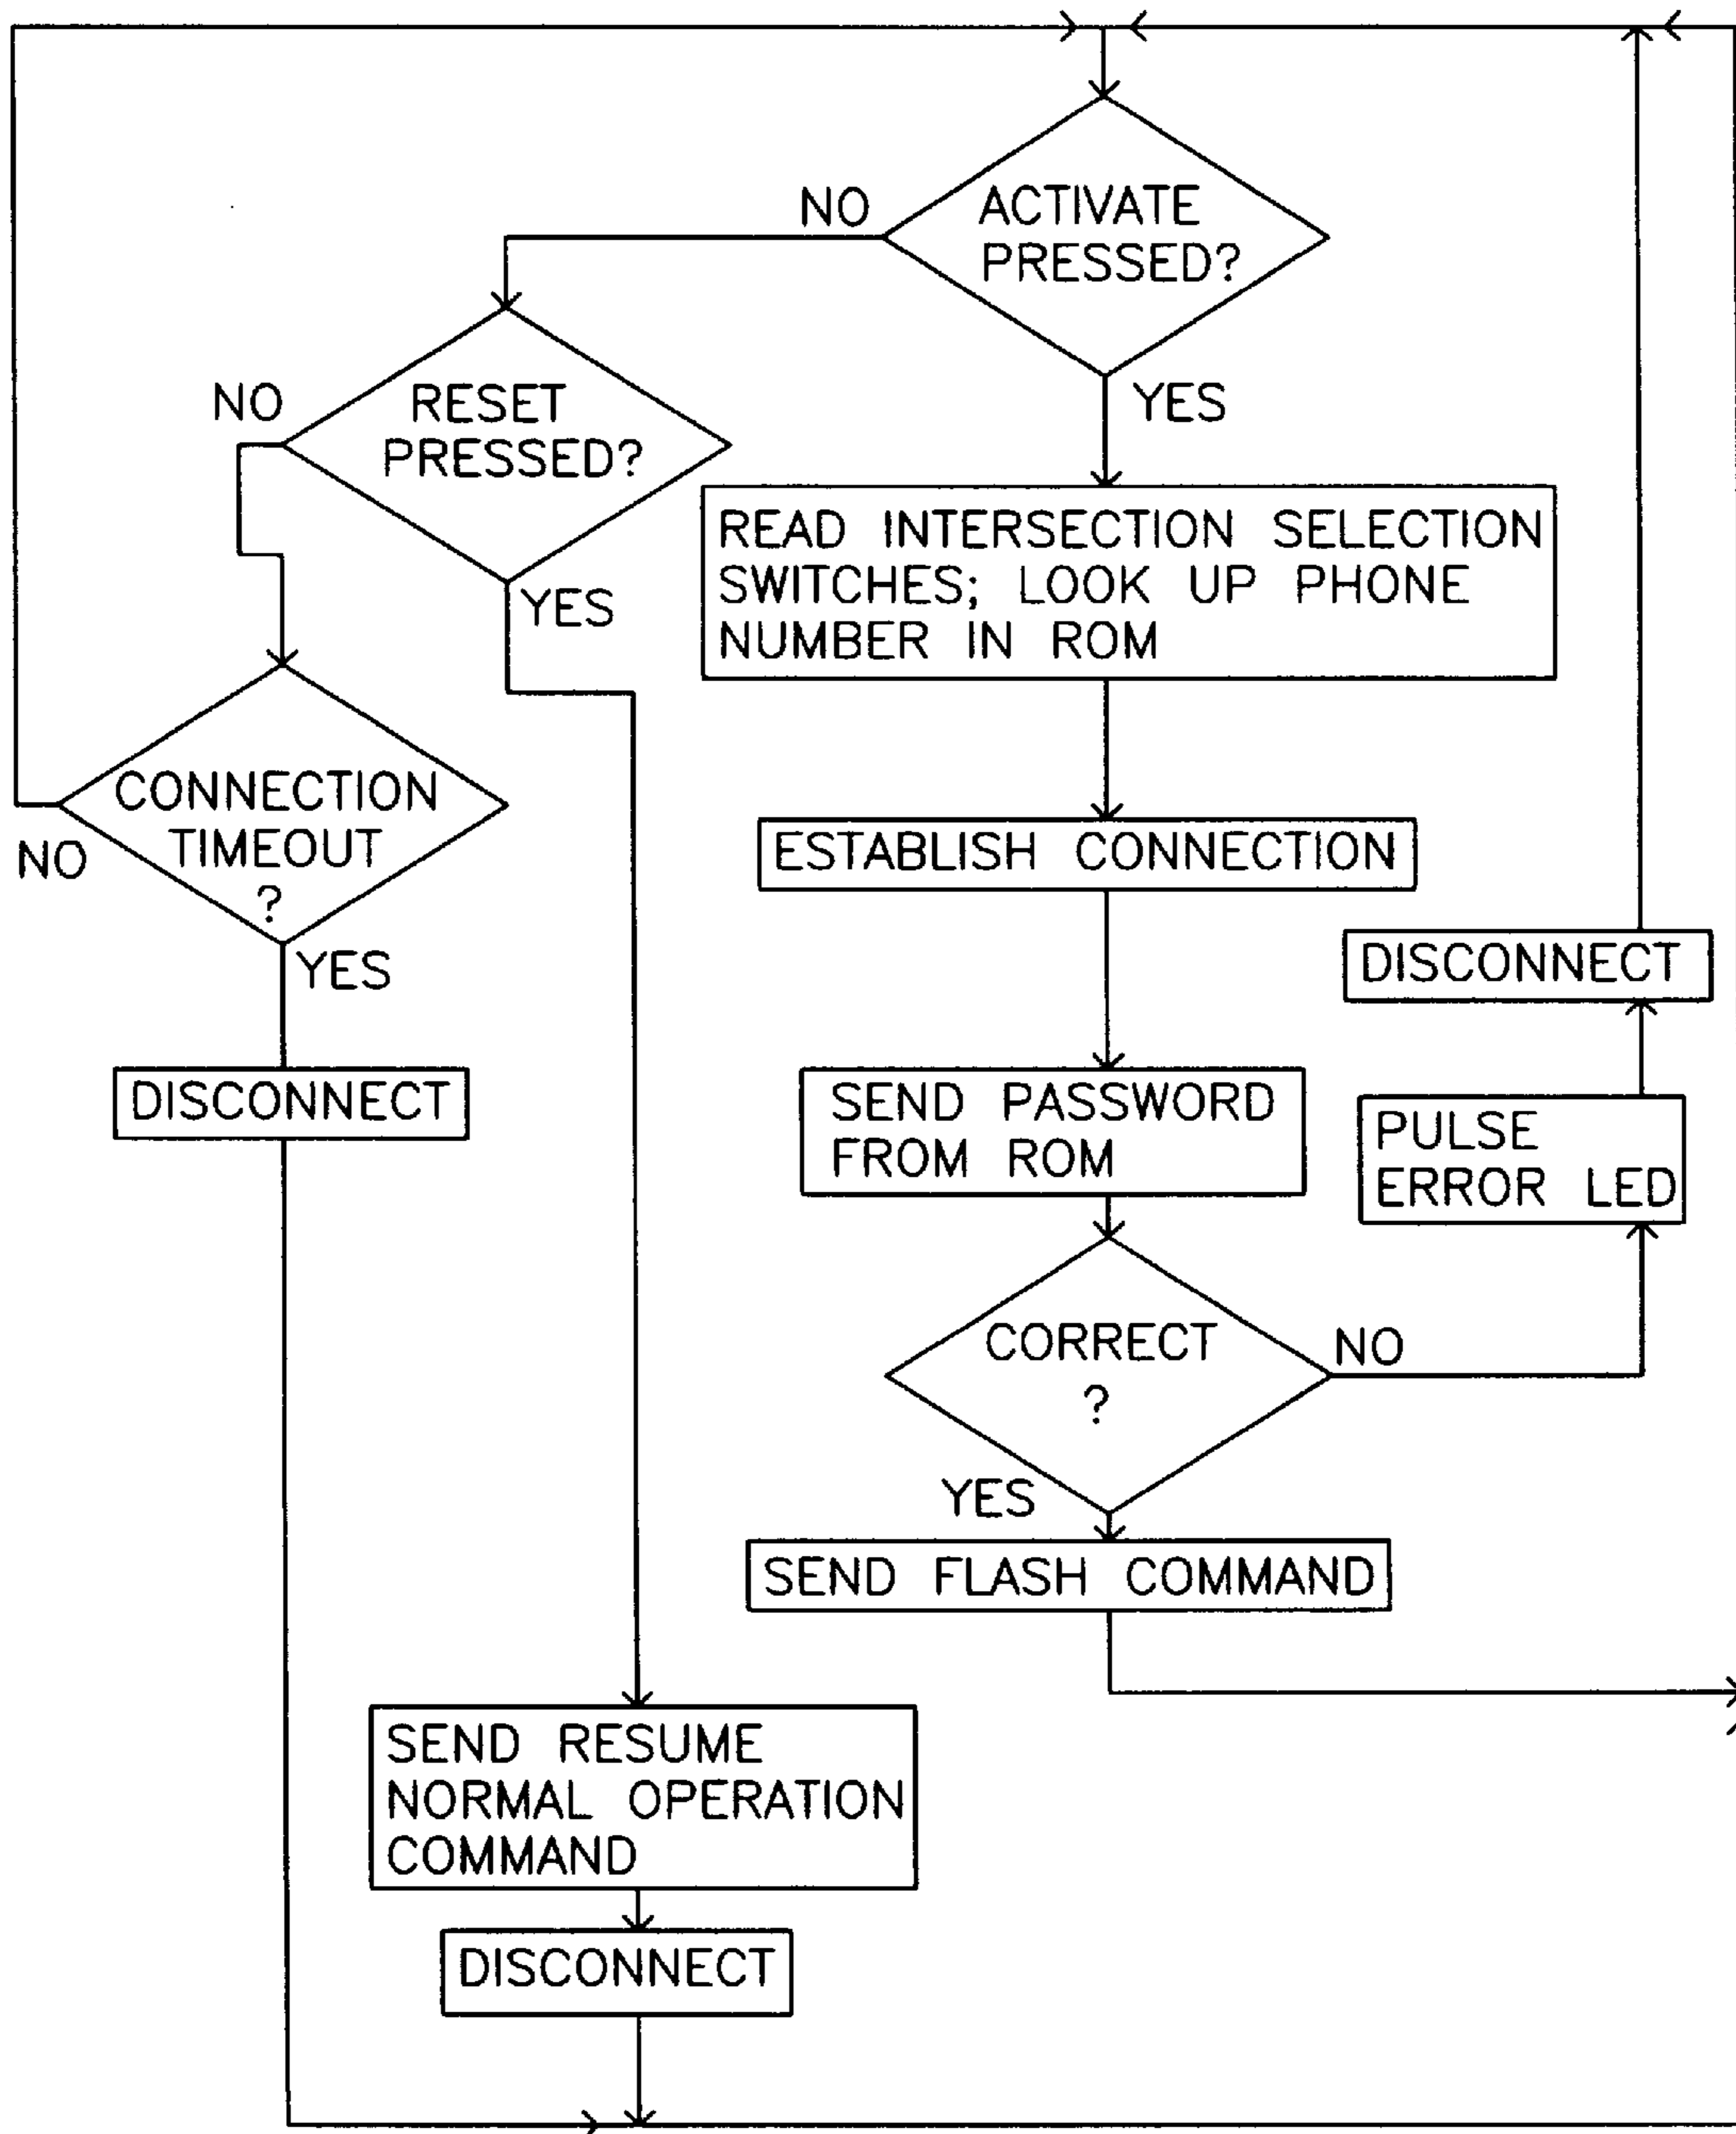 NO
ACTIVATE
PRESSED?
NO
RESET
PRESSED?
YES
YES
READ INTERSECTION SELECTION
SWITCHES; LOOK UP PHONE
NUMBER IN ROM
CONNECTION
TIMEOUT
?
NO
YES
ESTABLISH CONNECTION
DISCONNECT
DISCONNECT
SEND PASSWORD
FROM ROM
PULSE
ERROR LED
CORRECT
?
NO
YES
SEND FLASH COMMAND
SEND RESUME
NORMAL OPERATION
COMMAND
DISCONNECT